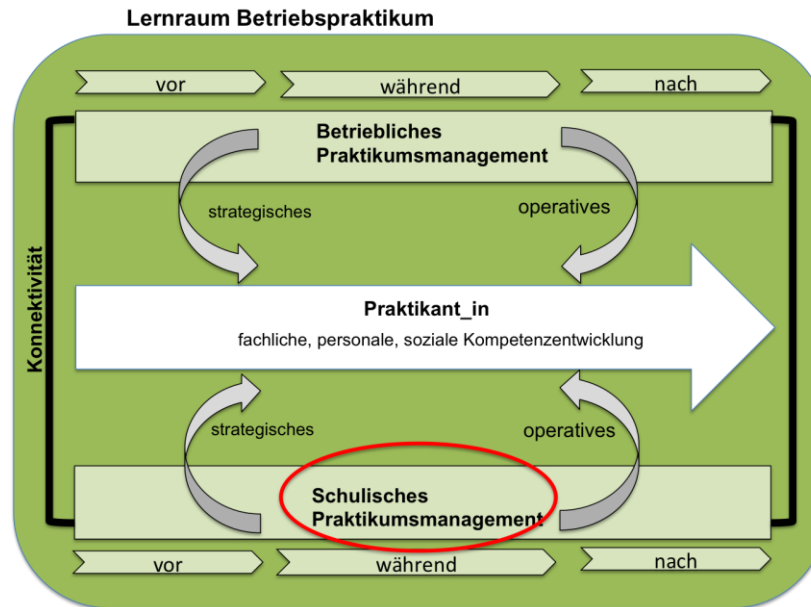 Lernraum Betriebspraktikum
vor
während
nach
Betriebliches
Praktikumsmanagement
strategisches
operatives
Konnektivität
Praktikant_in
fachliche, personale, soziale Kompetenzentwicklung
strategisches
operatives
Schulisches
Praktikumsmanagement
vor
während
nach